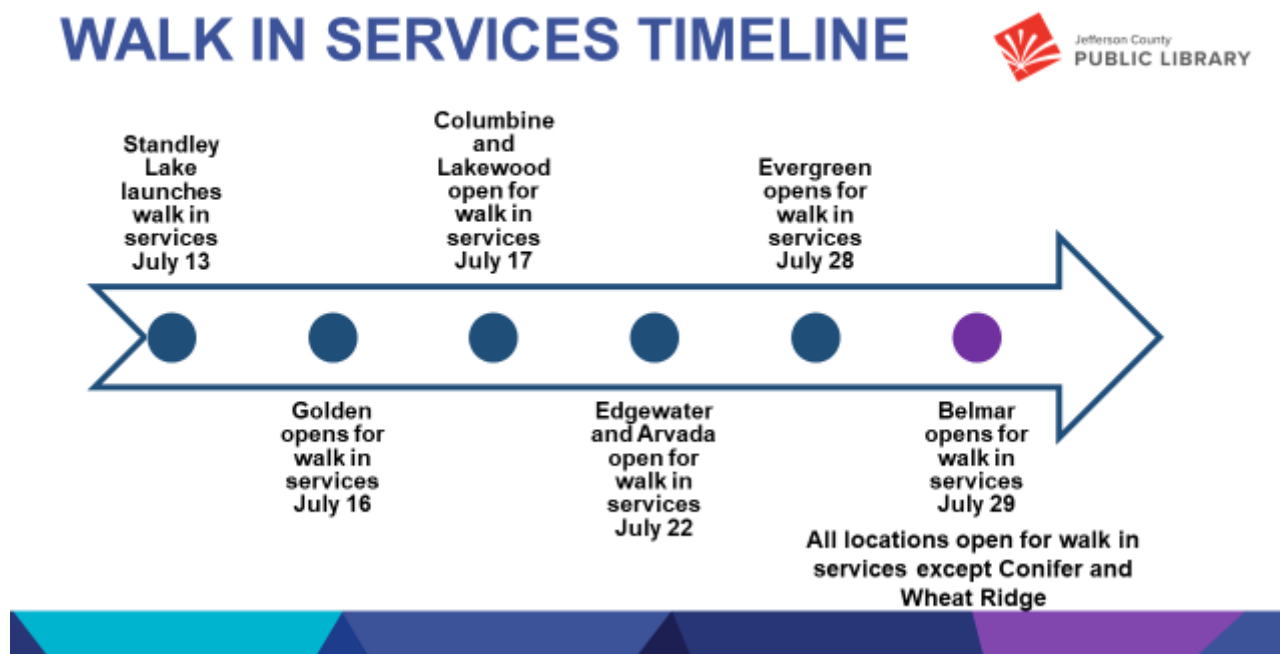 WALK IN SERVICES TIMELINE
Jefferson County
PUBLIC LIBRARY
Standley
Lake
launches
walk in
services
July 13
Golden
opens for
walk in
services
July 16
Columbine
and
Lakewood
open for
walk in
services
July 17
Edgewater
and Arvada
open for
walk in
services
July 22
Evergreen
opens for
walk in
services
July 28
Belmar
opens for
walk in
services
July 29
All locations open for walk in
services except Conifer and
Wheat Ridge